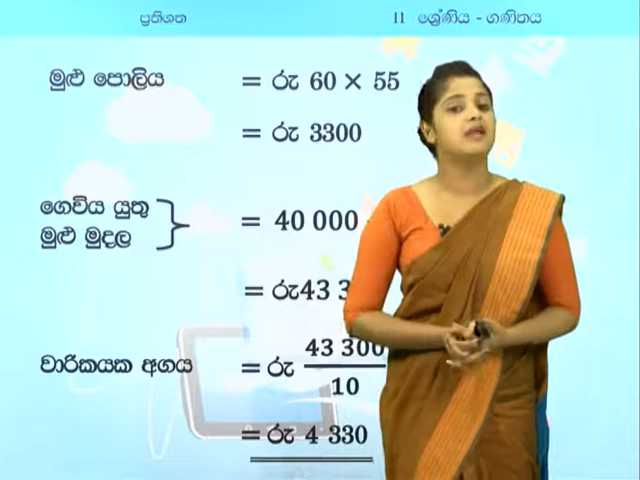 ප්‍රතිශත
11 ශ්‍රේණිය - ගණිතය
මුළු පොලිය = රු 60 × 55
= රු 3300
ගෙවිය යුතු
මුළු මුදල } = 40 000
= රු43 3
වාරිකයක අගය = රු 43 300
10
= රු 4 330